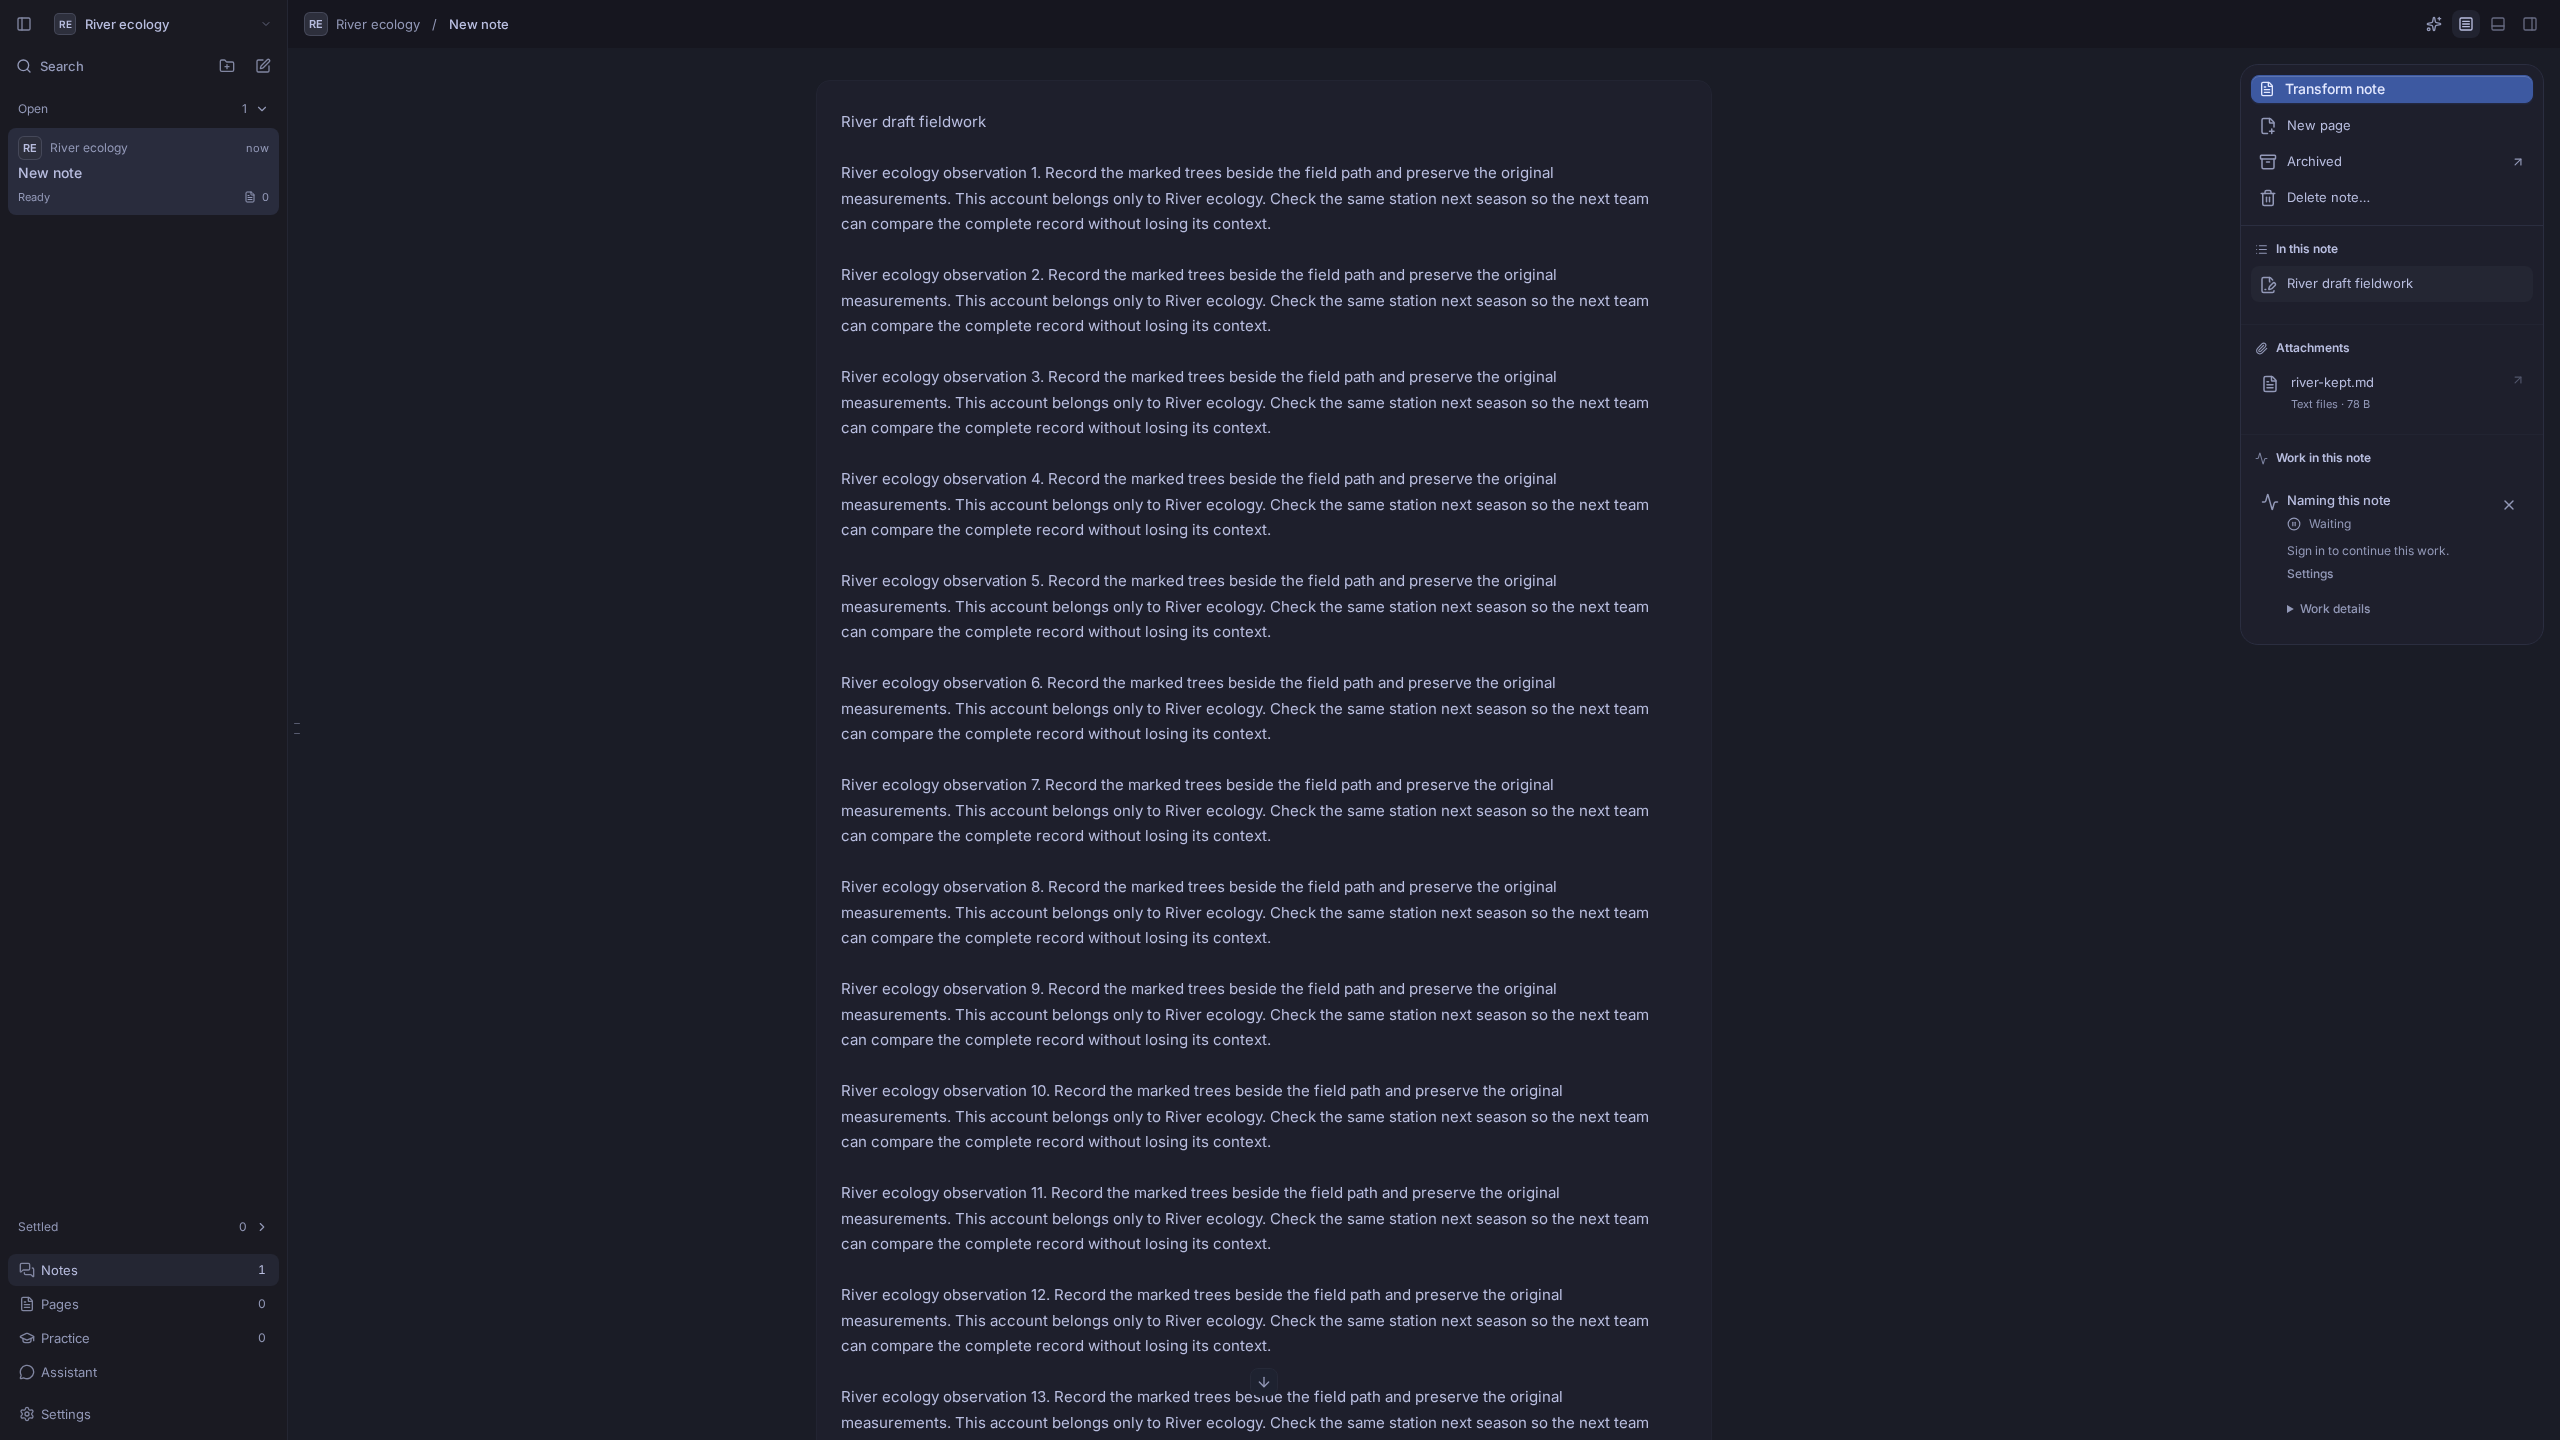 RE River ecology
Search
Open 1
RE River ecology now
New note
Ready 0
Settled 0
Notes 1
Pages 0
Practice 0
Assistant
Settings
RE River ecology / New note
River draft fieldwork
River ecology observation 1. Record the marked trees beside the field path and preserve the original
measurements. This account belongs only to River ecology. Check the same station next season so the next team
can compare the complete record without losing its context.
River ecology observation 2. Record the marked trees beside the field path and preserve the original
measurements. This account belongs only to River ecology. Check the same station next season so the next team
can compare the complete record without losing its context.
River ecology observation 3. Record the marked trees beside the field path and preserve the original
measurements. This account belongs only to River ecology. Check the same station next season so the next team
can compare the complete record without losing its context.
River ecology observation 4. Record the marked trees beside the field path and preserve the original
measurements. This account belongs only to River ecology. Check the same station next season so the next team
can compare the complete record without losing its context.
River ecology observation 5. Record the marked trees beside the field path and preserve the original
measurements. This account belongs only to River ecology. Check the same station next season so the next team
can compare the complete record without losing its context.
River ecology observation 6. Record the marked trees beside the field path and preserve the original
measurements. This account belongs only to River ecology. Check the same station next season so the next team
can compare the complete record without losing its context.
River ecology observation 7. Record the marked trees beside the field path and preserve the original
measurements. This account belongs only to River ecology. Check the same station next season so the next team
can compare the complete record without losing its context.
River ecology observation 8. Record the marked trees beside the field path and preserve the original
measurements. This account belongs only to River ecology. Check the same station next season so the next team
can compare the complete record without losing its context.
River ecology observation 9. Record the marked trees beside the field path and preserve the original
measurements. This account belongs only to River ecology. Check the same station next season so the next team
can compare the complete record without losing its context.
River ecology observation 10. Record the marked trees beside the field path and preserve the original
measurements. This account belongs only to River ecology. Check the same station next season so the next team
can compare the complete record without losing its context.
River ecology observation 11. Record the marked trees beside the field path and preserve the original
measurements. This account belongs only to River ecology. Check the same station next season so the next team
can compare the complete record without losing its context.
River ecology observation 12. Record the marked trees beside the field path and preserve the original
measurements. This account belongs only to River ecology. Check the same station next season so the next team
can compare the complete record without losing its context.
River ecology observation 13. Record the marked trees beside the field path and preserve the original
measurements. This account belongs only to River ecology. Check the same station next season so the next team
Transform note
New page
Archived
Delete note...
In this note
River draft fieldwork
Attachments
river-kept.md
Text files · 78 B
Work in this note
Naming this note
Waiting
Sign in to continue this work.
Settings
Work details